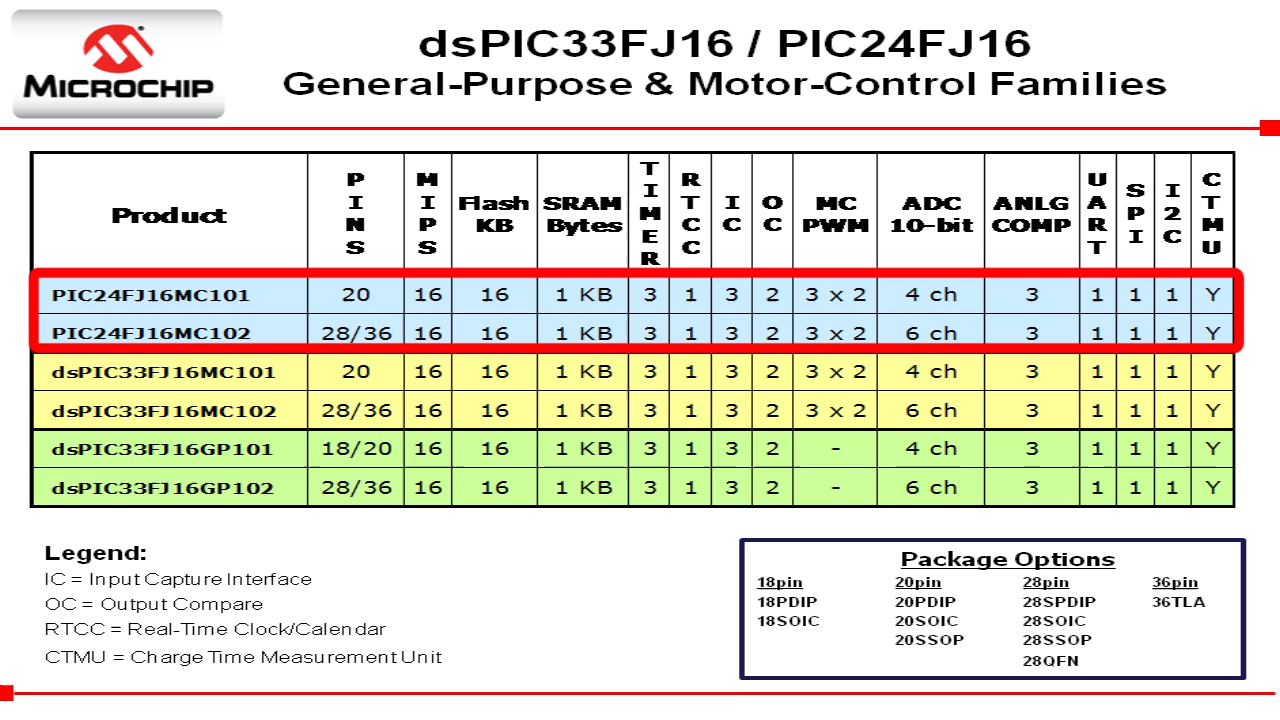 MICROCHIP
dsPIC33FJ16 / PIC24FJ16
General-Purpose & Motor-Control Families
Product PINS MIPS Flash KB SRAM Bytes TIMER RTCC IC OC MC PWM ADC 10-bit ANLG COMP UART SPI I2C CTMU
PIC24FJ16MC101 20 16 16 1 KB 3 1 3 2 3 x 2 4 ch 3 1 1 1 Y
PIC24FJ16MC102 28/36 16 16 1 KB 3 1 3 2 3 x 2 6 ch 3 1 1 1 Y
dsPIC33FJ16MC101 20 16 16 1 KB 3 1 3 2 3 x 2 4 ch 3 1 1 1 Y
dsPIC33FJ16MC102 28/36 16 16 1 KB 3 1 3 2 3 x 2 6 ch 3 1 1 1 Y
dsPIC33FJ16GP101 18/20 16 16 1 KB 3 1 3 2 - 4 ch 3 1 1 1 Y
dsPIC33FJ16GP102 28/36 16 16 1 KB 3 1 3 2 - 6 ch 3 1 1 1 Y
Legend:
IC = Input Capture Interface
OC = Output Compare
RTCC = Real-Time Clock/Calendar
CTMU = Charge Time Measurement Unit
Package Options
18pin 20pin 28pin 36pin
18PDIP 20PDIP 28SPDIP 36TLA
18SOIC 20SOIC 28SOIC
20SSOP 28SSOP
28QFN